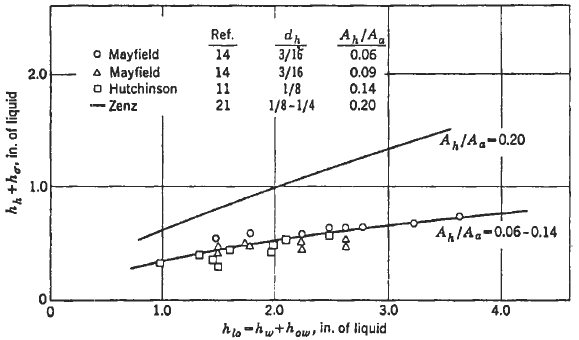 Ref. d_h A_h/A_a
○ Mayfield 14 3/16 0.06
△ Mayfield 14 3/16 0.09
□ Hutchinson 11 1/8 0.14
— Zenz 21 1/8-1/4 0.20
2.0
1.0
0
h_h + h_σ, in. of liquid
A_h/A_a=0.20
A_h/A_a=0.06-0.14
0 1.0 2.0 3.0 4.0
h_lo = h_w + h_ow, in. of liquid